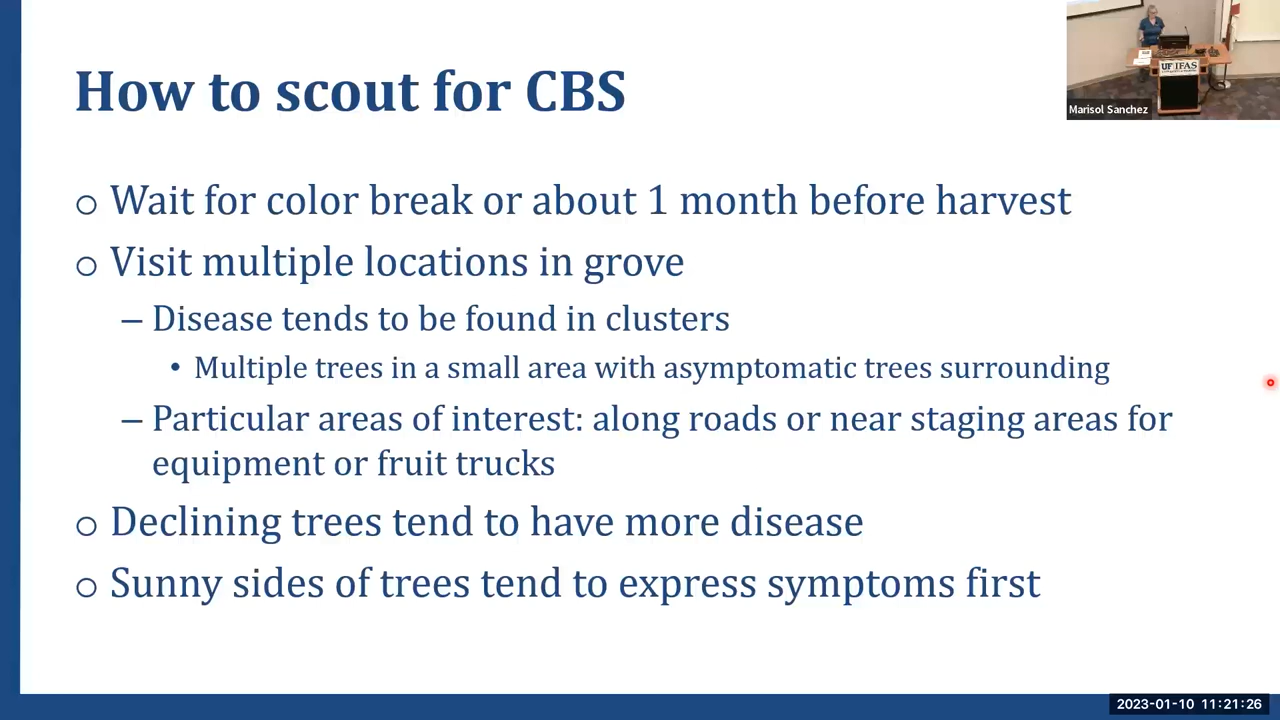 How to scout for CBS
UF IFAS
Marisol Sanchez
○ Wait for color break or about 1 month before harvest
○ Visit multiple locations in grove
– Disease tends to be found in clusters
• Multiple trees in a small area with asymptomatic trees surrounding
– Particular areas of interest: along roads or near staging areas for
equipment or fruit trucks
○ Declining trees tend to have more disease
○ Sunny sides of trees tend to express symptoms first
2023-01-10 11:21:26